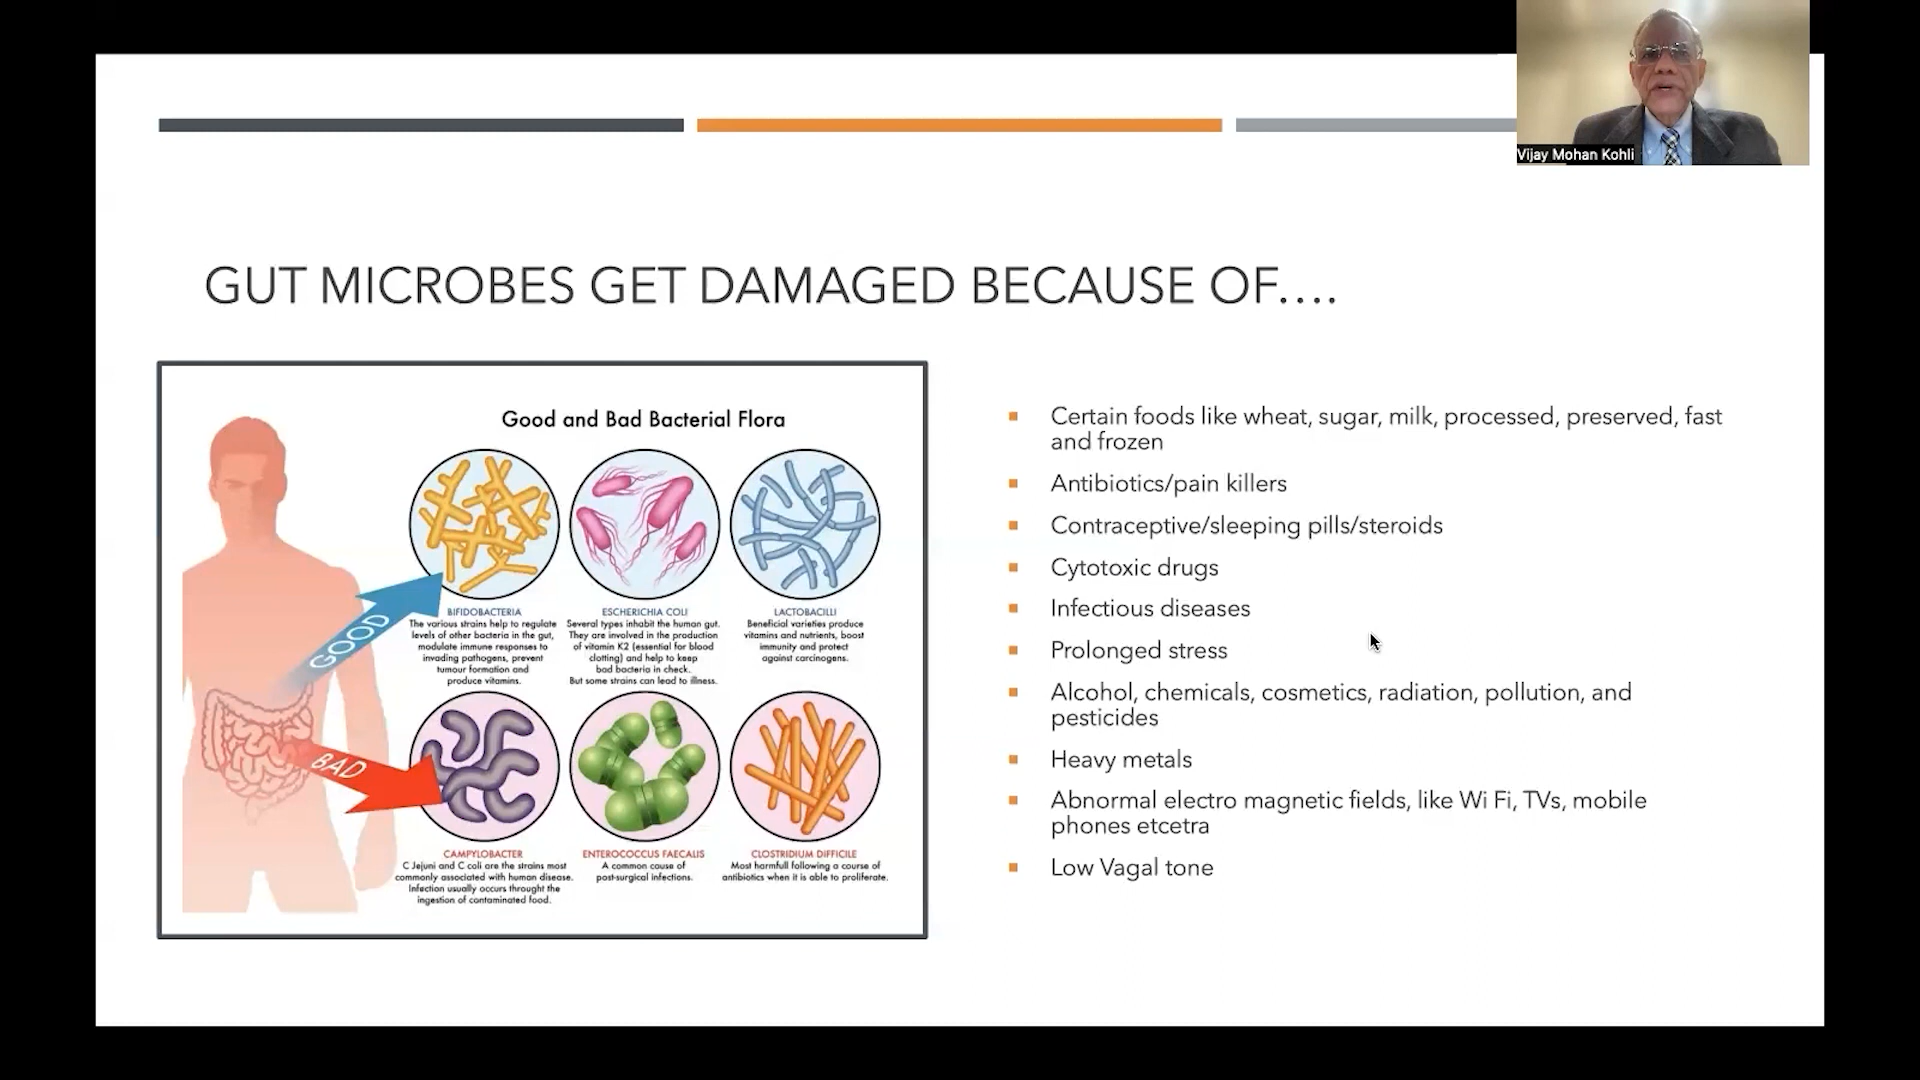 Vijay Mohan Kohli
GUT MICROBES GET DAMAGED BECAUSE OF....
Good and Bad Bacterial Flora
GOOD
BAD
BIFIDOBACTERIA
The various strains help to regulate
levels of other bacteria in the gut,
modulate immune responses to
invading pathogens, prevent
tumour formation and
produce vitamins.
ESCHERICHIA COLI
Several types inhabit the human gut.
They are involved in the production
of vitamin K2 (essential for blood
clotting) and help to keep
bad bacteria in check.
But some strains can lead to illness.
LACTOBACILLI
Beneficial varieties produce
vitamins and nutrients, boost
immunity and protect
against carcinogens.
CAMPYLOBACTER
C Jejuni and C coli are the strains most
commonly associated with human disease.
Infection usually occurs throught the
ingestion of contaminated food.
ENTEROCOCCUS FAECALIS
A common cause of
post-surgical infections.
CLOSTRIDIUM DIFFICILE
Most harmfull following a course of
antibiotics when it is able to proliferate.
Certain foods like wheat, sugar, milk, processed, preserved, fast
and frozen
Antibiotics/pain killers
Contraceptive/sleeping pills/steroids
Cytotoxic drugs
Infectious diseases
Prolonged stress
Alcohol, chemicals, cosmetics, radiation, pollution, and
pesticides
Heavy metals
Abnormal electro magnetic fields, like Wi Fi, TVs, mobile
phones etcetra
Low Vagal tone